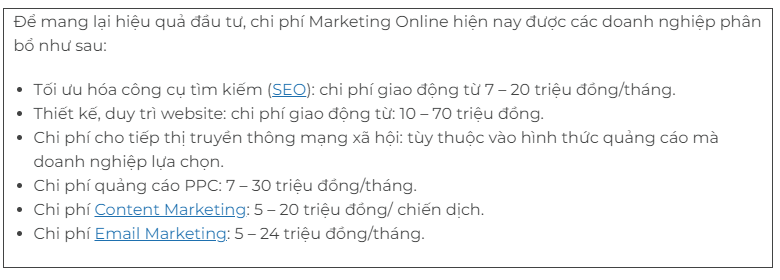 Để mang lại hiệu quả đầu tư, chi phí Marketing Online hiện nay được các doanh nghiệp phân
bổ như sau:
• Tối ưu hóa công cụ tìm kiếm (SEO): chi phí giao động từ 7 – 20 triệu đồng/tháng.
• Thiết kế, duy trì website: chi phí giao động từ: 10 – 70 triệu đồng.
• Chi phí cho tiếp thị truyền thông mạng xã hội: tùy thuộc vào hình thức quảng cáo mà
doanh nghiệp lựa chọn.
• Chi phí quảng cáo PPC: 7 – 30 triệu đồng/tháng.
• Chi phí Content Marketing: 5 – 20 triệu đồng/ chiến dịch.
• Chi phí Email Marketing: 5 – 24 triệu đồng/tháng.